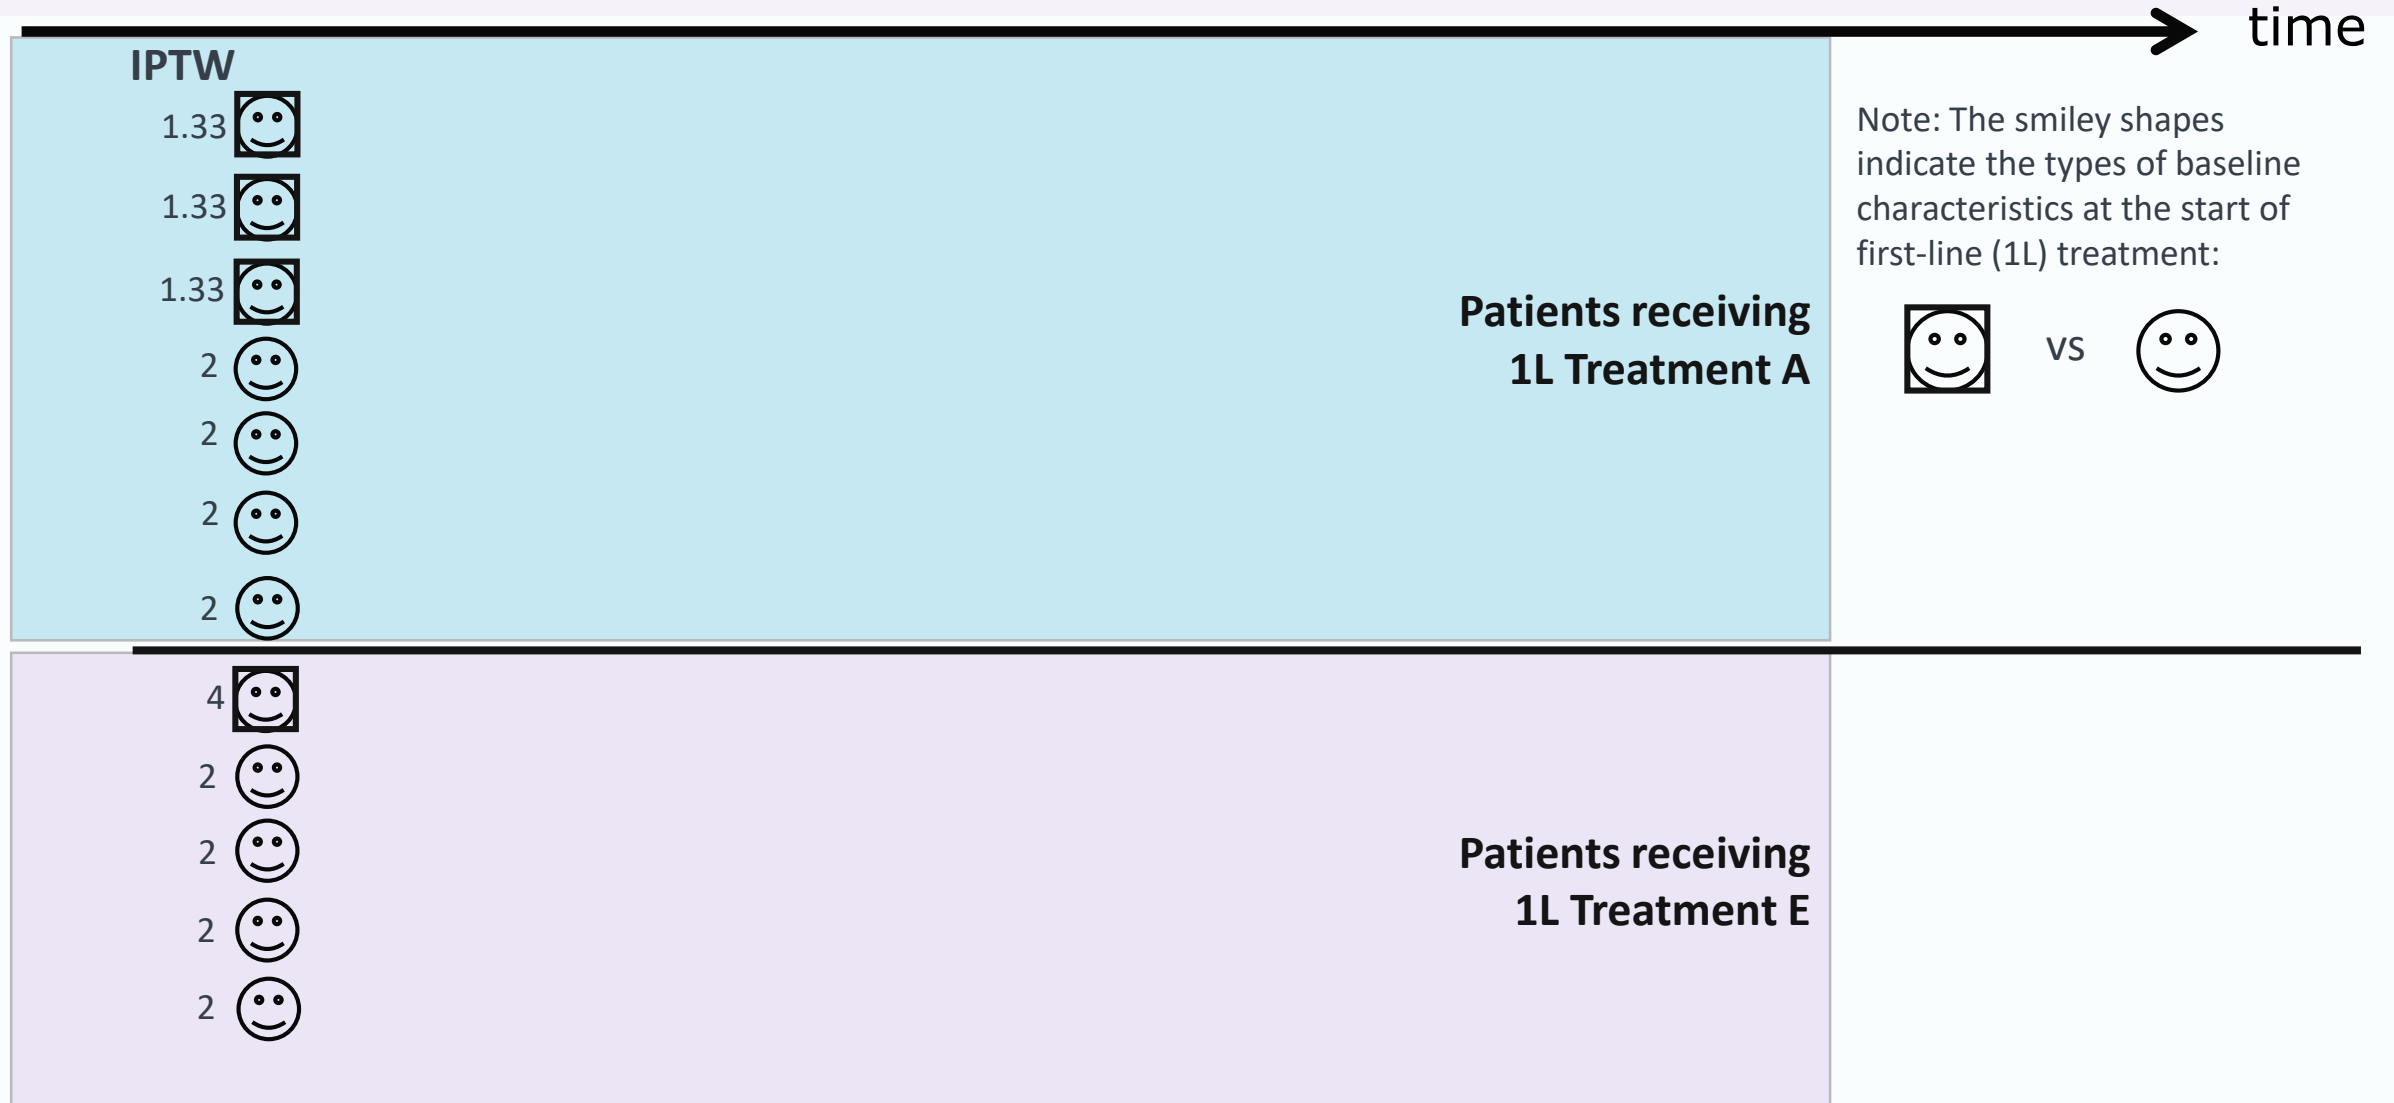 time
IPTW
1.33
1.33
1.33
2
2
2
2
Patients receiving
1L Treatment A
Note: The smiley shapes
indicate the types of baseline
characteristics at the start of
first-line (1L) treatment:
vs
4
2
2
2
2
Patients receiving
1L Treatment E